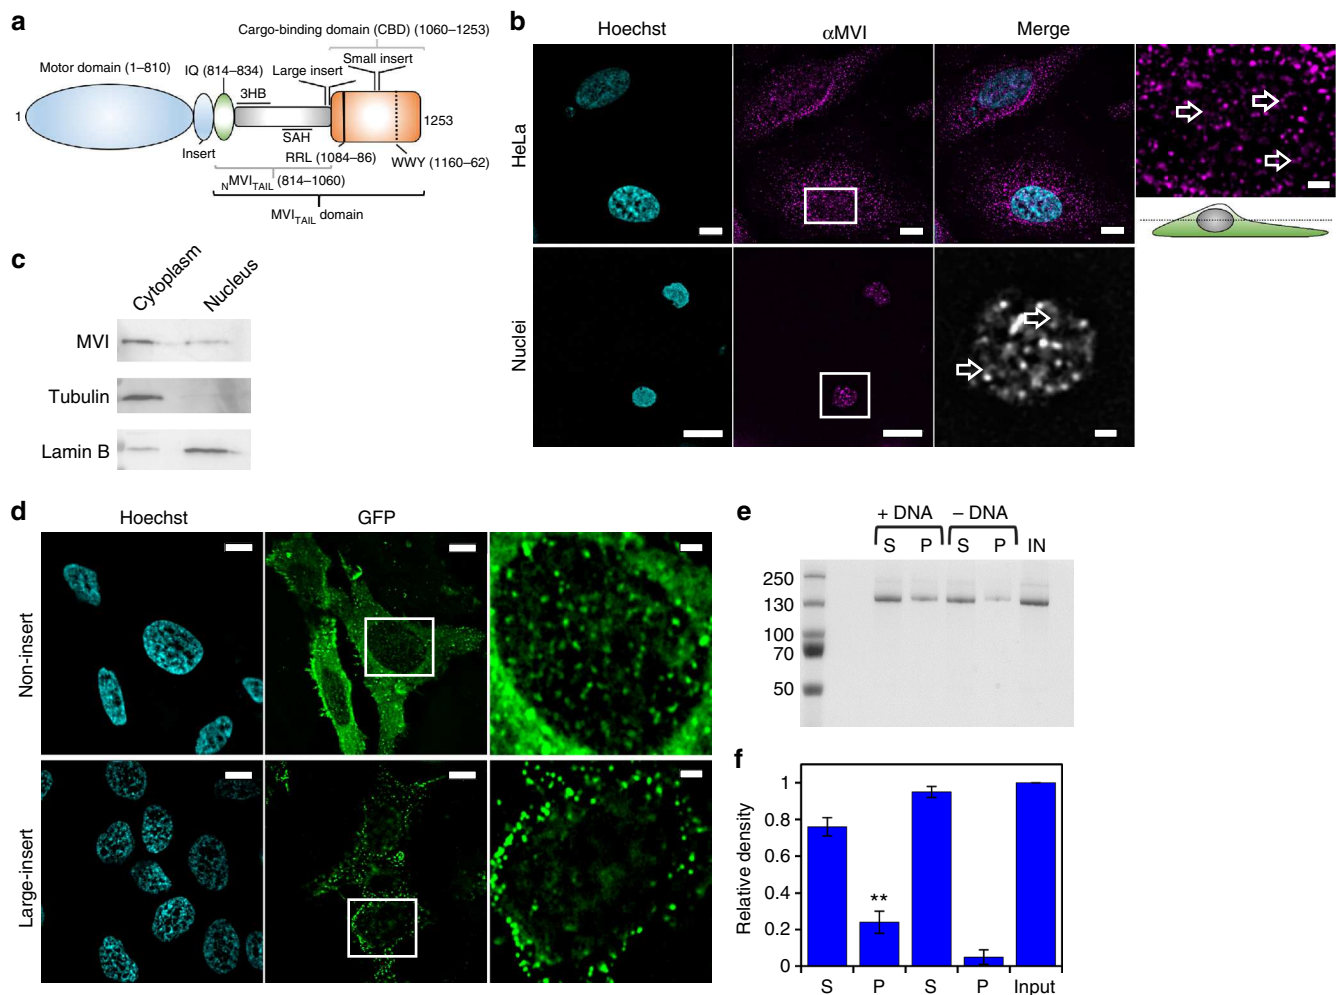 a
Cargo-binding domain (CBD) (1060–1253)
Small insert
Motor domain (1–810)
IQ (814–834)
Large insert
3HB
1
1253
SAH
Insert
RRL (1084–86)
WWY (1160–62)
NMVITAIL (814–1060)
MVITAIL domain
b
Hoechst
αMVI
Merge
HeLa
Nuclei
c
Cytoplasm
Nucleus
MVI
Tubulin
Lamin B
d
Hoechst
GFP
Non-insert
Large-insert
e
+ DNA
– DNA
S P S P IN
250
130
100
70
50
f
Relative density
1
0.8
0.6
0.4
0.2
0
**
S P S P Input